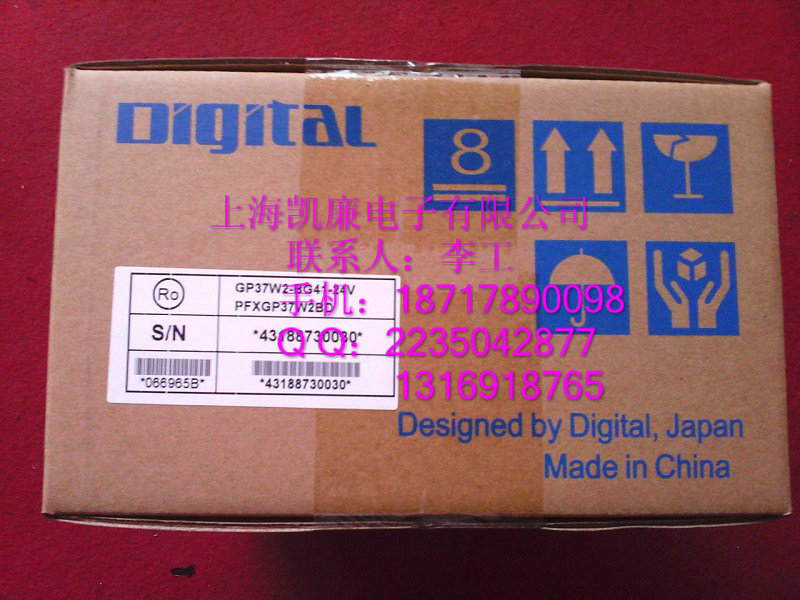 Digital
8
上海凯廉电子有限公司
联系人：李工
手机：18717890098
QQ：2235042877
1316918765
Ro
GP37W2-BG41-24V
PFXGP37W2BD
S/N
*43188730030*
*066965B*
*43188730030*
Designed by Digital, Japan
Made in China